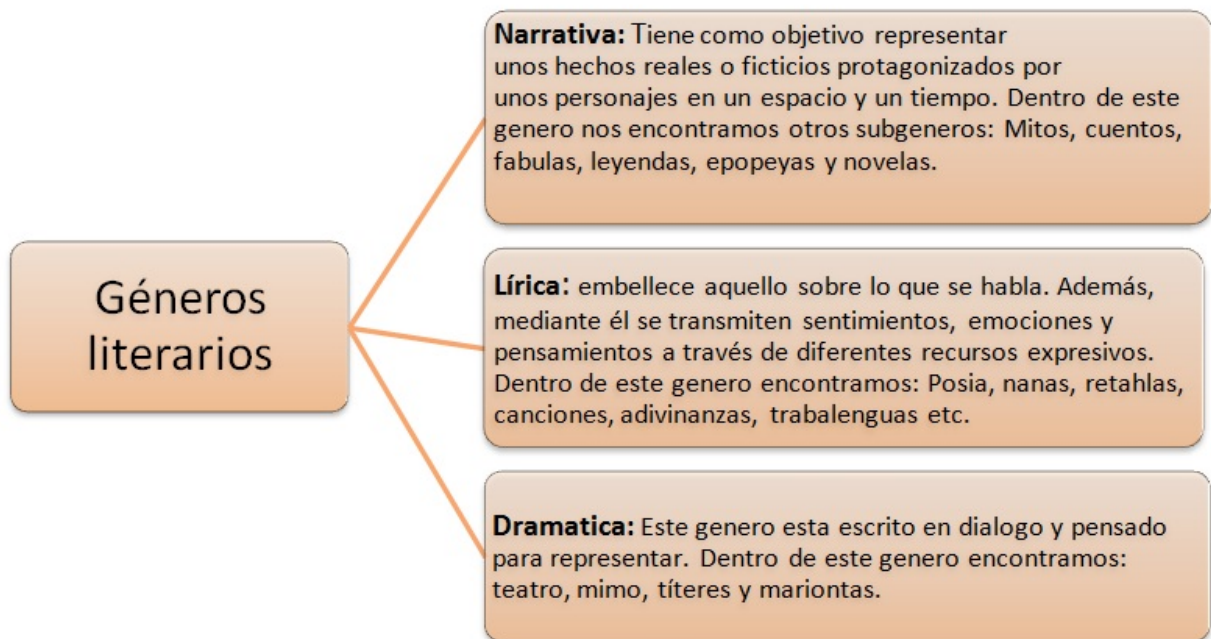 Géneros
literarios
Narrativa: Tiene como objetivo representar
unos hechos reales o ficticios protagonizados por
unos personajes en un espacio y un tiempo. Dentro de este
genero nos encontramos otros subgeneros: Mitos, cuentos,
fabulas, leyendas, epopeyas y novelas.
Lírica: embellece aquello sobre lo que se habla. Además,
mediante él se transmiten sentimientos, emociones y
pensamientos a través de diferentes recursos expresivos.
Dentro de este genero encontramos: Posia, nanas, retahlas,
canciones, adivinanzas, trabalenguas etc.
Dramatica: Este genero esta escrito en dialogo y pensado
para representar. Dentro de este genero encontramos:
teatro, mimo, títeres y mariontas.